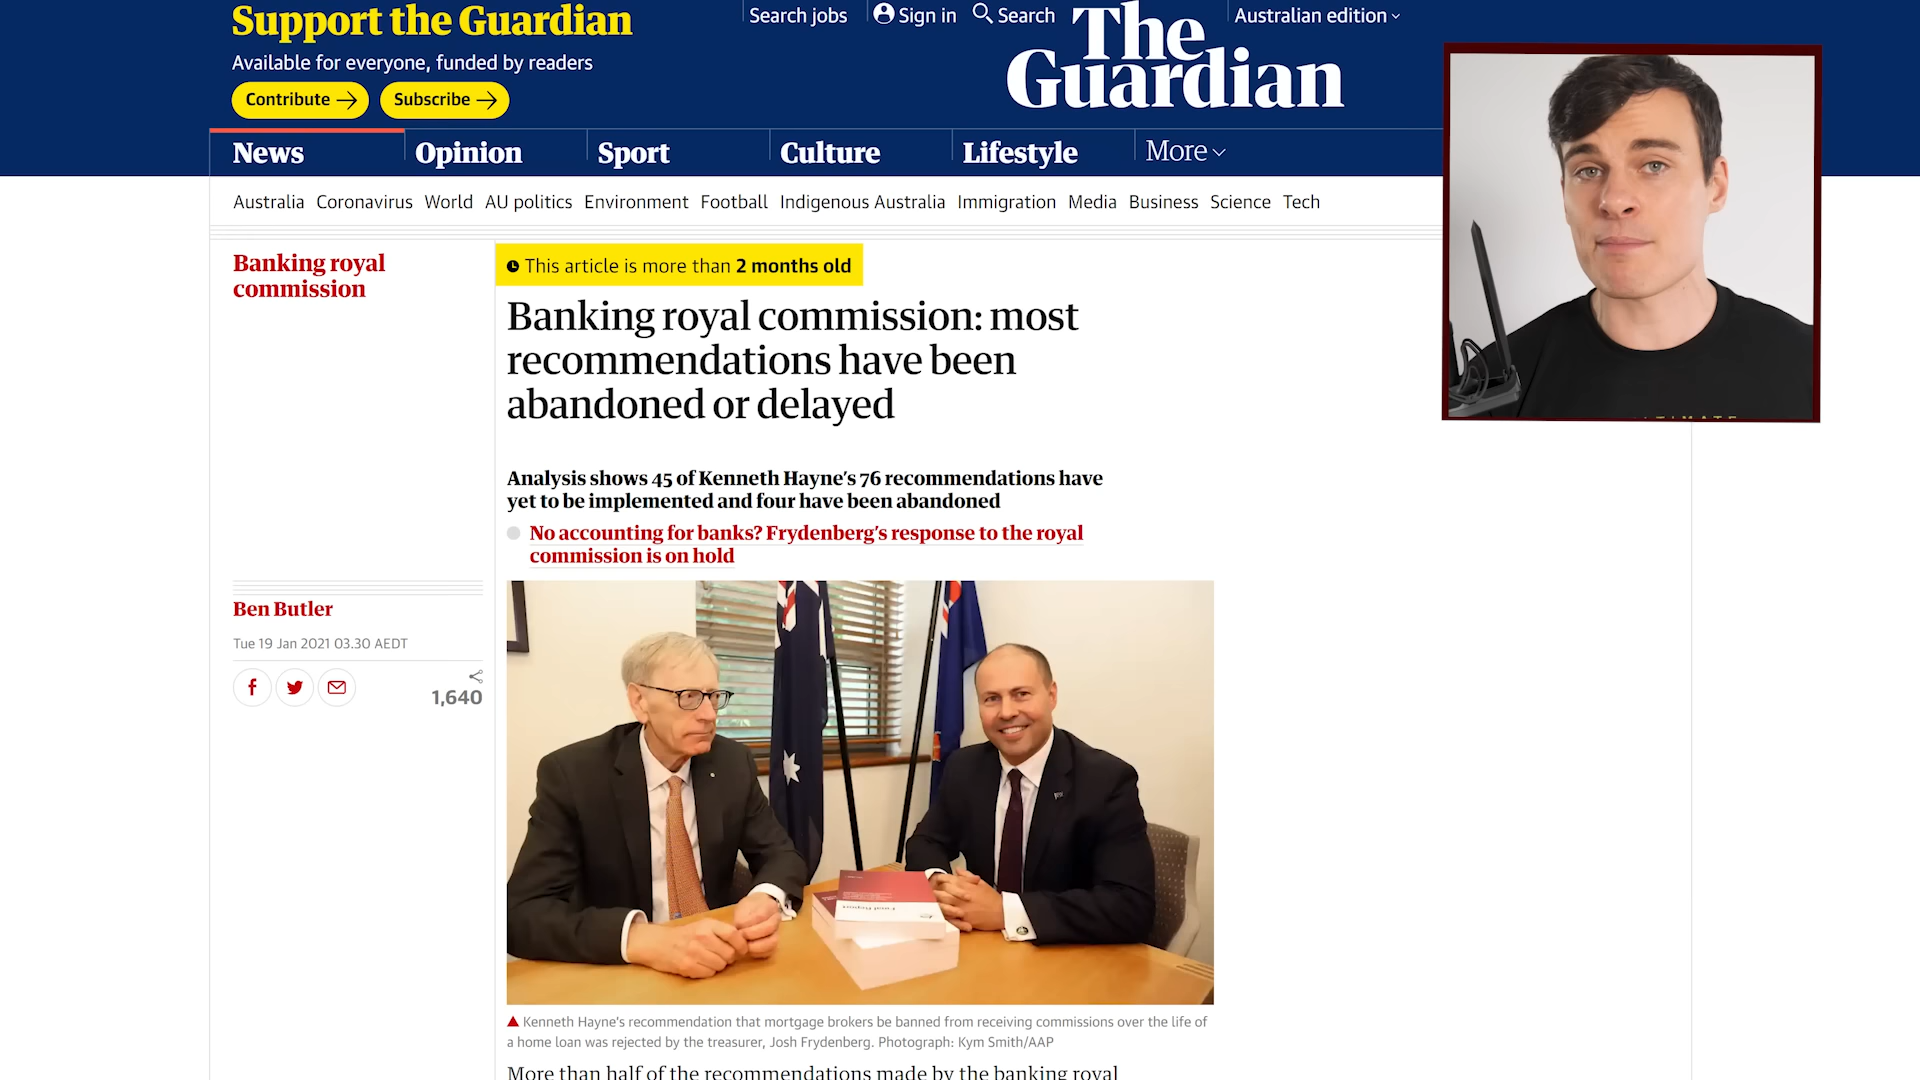 Support the Guardian
Available for everyone, funded by readers
Contribute
Subscribe
Search jobs
Sign in
Search
The
Guardian
Australian edition
News
Opinion
Sport
Culture
Lifestyle
More
Australia
Coronavirus
World
AU politics
Environment
Football
Indigenous Australia
Immigration
Media
Business
Science
Tech
Banking royal
commission
This article is more than 2 months old
Banking royal commission: most
recommendations have been
abandoned or delayed
Analysis shows 45 of Kenneth Hayne's 76 recommendations have
yet to be implemented and four have been abandoned
No accounting for banks? Frydenberg's response to the royal
commission is on hold
Ben Butler
Tue 19 Jan 2021 03.30 AEDT
1,640
Final Report
Kenneth Hayne's recommendation that mortgage brokers be banned from receiving commissions over the life of
a home loan was rejected by the treasurer, Josh Frydenberg. Photograph: Kym Smith/AAP
More than half of the recommendations made by the banking royal